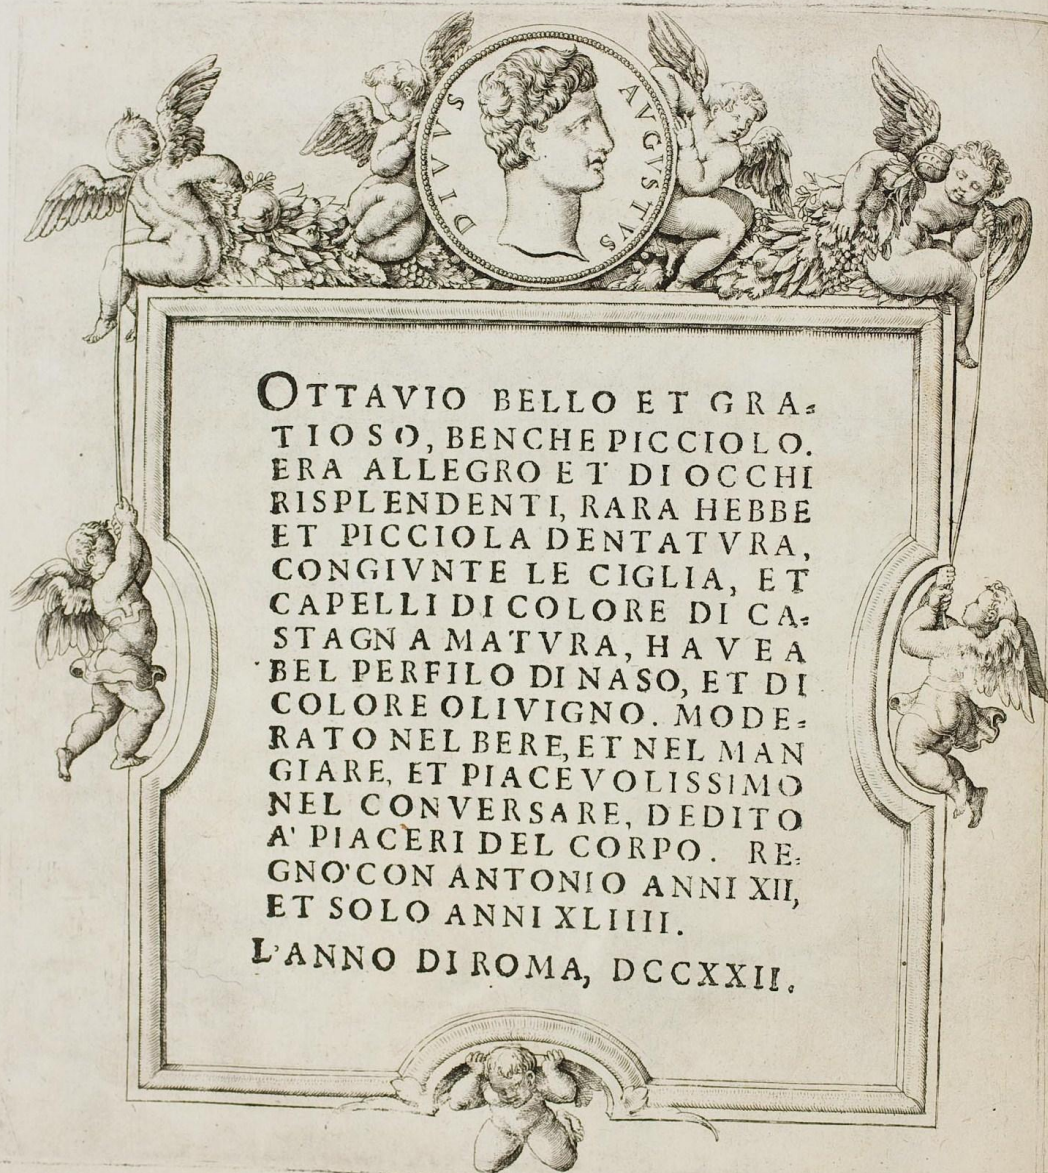 DIVVS AVGVSTVS
OTTAVIO BELLO ET GRA=
TIOSO, BENCHE PICCIOLO.
ERA ALLEGRO ET DI OCCHI
RISPLENDENTI, RARA HEBBE
ET PICCIOLA DENTATVRA,
CONGIVNTE LE CIGLIA, ET
CAPELLI DI COLORE DI CA=
STAGNA MATVRA, HAVEA
BEL PERFILO DI NASO, ET DI
COLORE OLIVIGNO. MODE=
RATO NEL BERE, ET NEL MAN
GIARE, ET PIACEVOLISSIMO
NEL CONVERSARE, DEDITO
A' PIACERI DEL CORPO. RE=
GNO' CON ANTONIO ANNI XII,
ET SOLO ANNI XLIIII.
L'ANNO DI ROMA, DCCXXII.